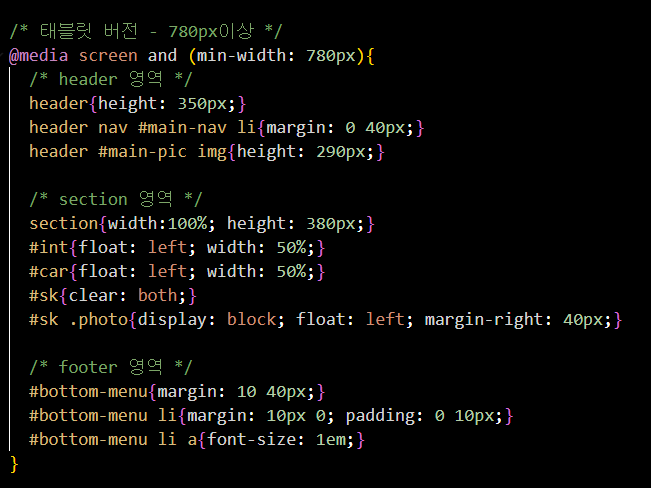 /* 태블릿 버전 - 780px이상 */
@media screen and (min-width: 780px){
/* header 영역 */
header{height: 350px;}
header nav #main-nav li{margin: 0 40px;}
header #main-pic img{height: 290px;}
/* section 영역 */
section{width:100%; height: 380px;}
#int{float: left; width: 50%;}
#car{float: left; width: 50%;}
#sk{clear: both;}
#sk .photo{display: block; float: left; margin-right: 40px;}
/* footer 영역 */
#bottom-menu{margin: 10 40px;}
#bottom-menu li{margin: 10px 0; padding: 0 10px;}
#bottom-menu li a{font-size: 1em;}
}